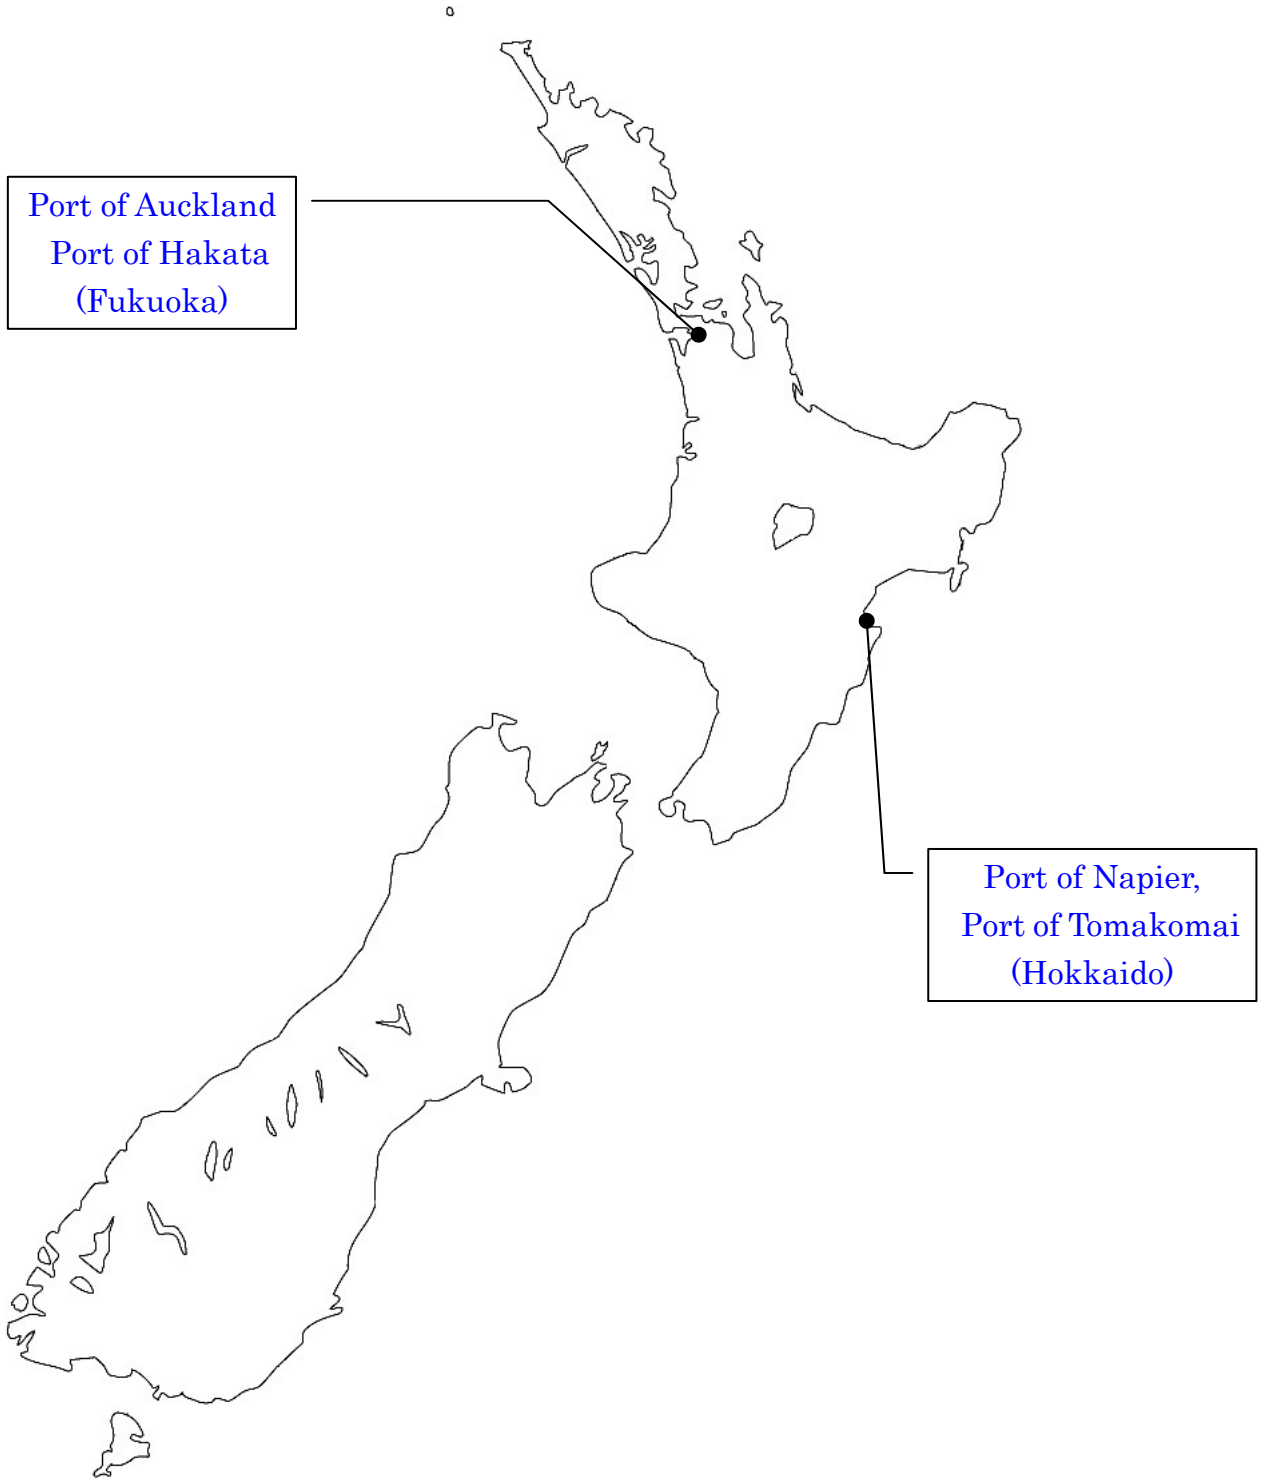 Port of Auckland
Port of Hakata
(Fukuoka)
Port of Napier,
Port of Tomakomai
(Hokkaido)